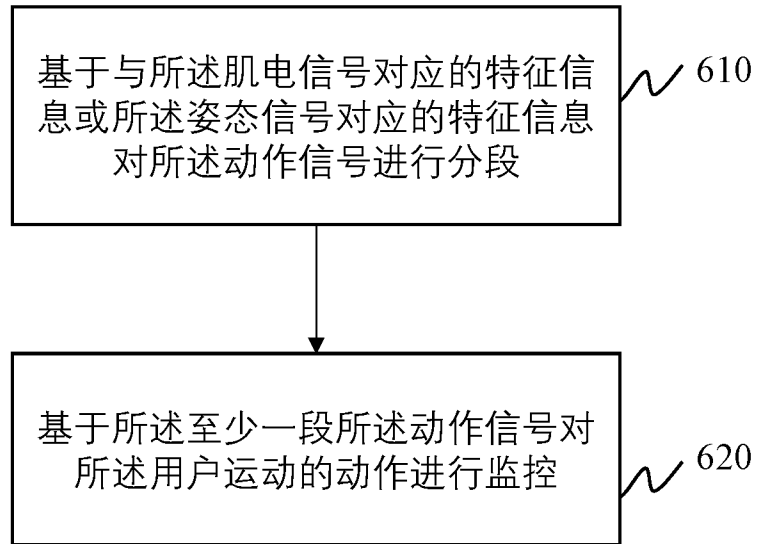 基于与所述肌电信号对应的特征信
息或所述姿态信号对应的特征信息
对所述动作信号进行分段
610
基于所述至少一段所述动作信号对
所述用户运动的动作进行监控
620